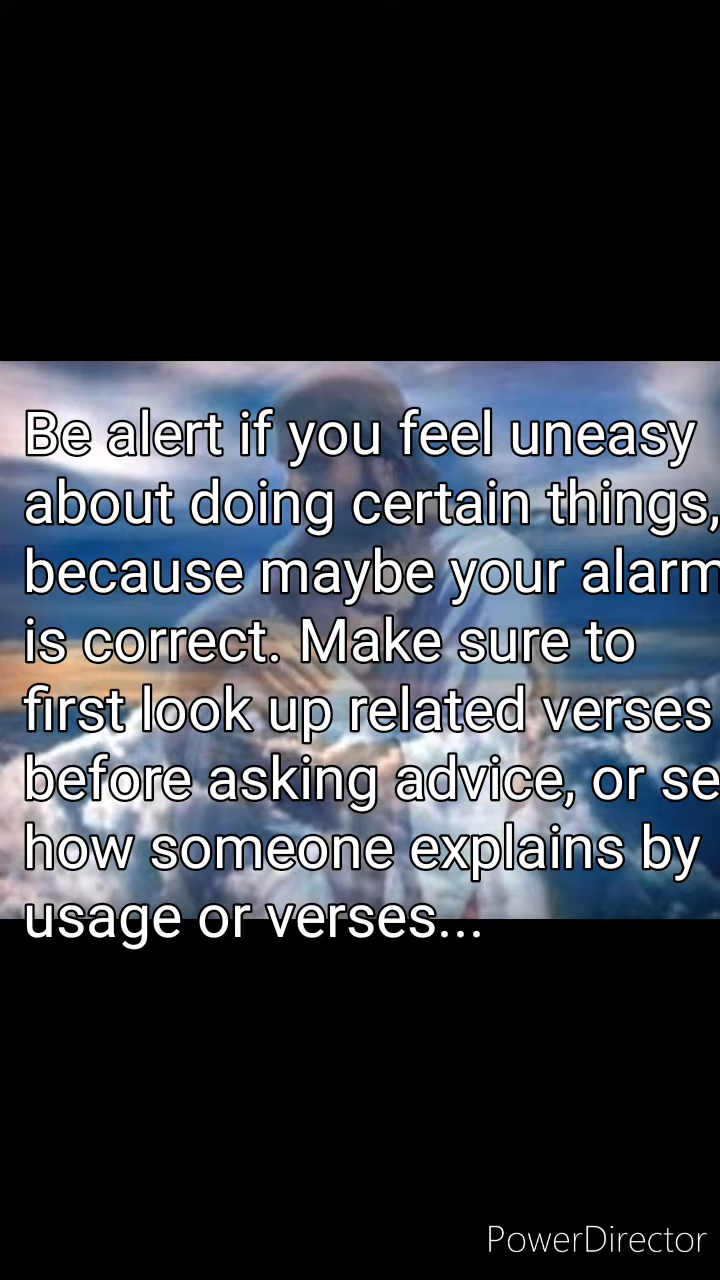 Be alert if you feel uneasy
about doing certain things,
because maybe your alarm
is correct. Make sure to
first look up related verses
before asking advice, or se
how someone explains by
usage or verses...
PowerDirector